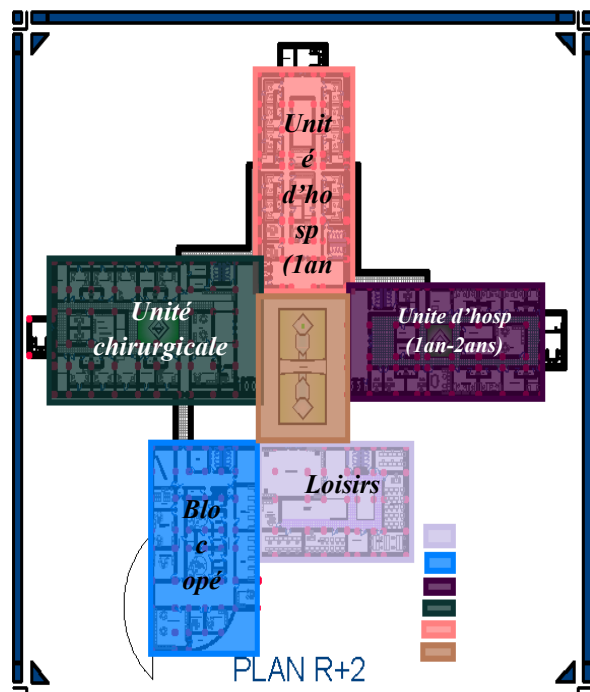 Unit
é
d'ho
sp
(1an
Unité
chirurgicale
Unite d'hosp
(1an-2ans)
Loisirs
Blo
c
opé
PLAN R+2